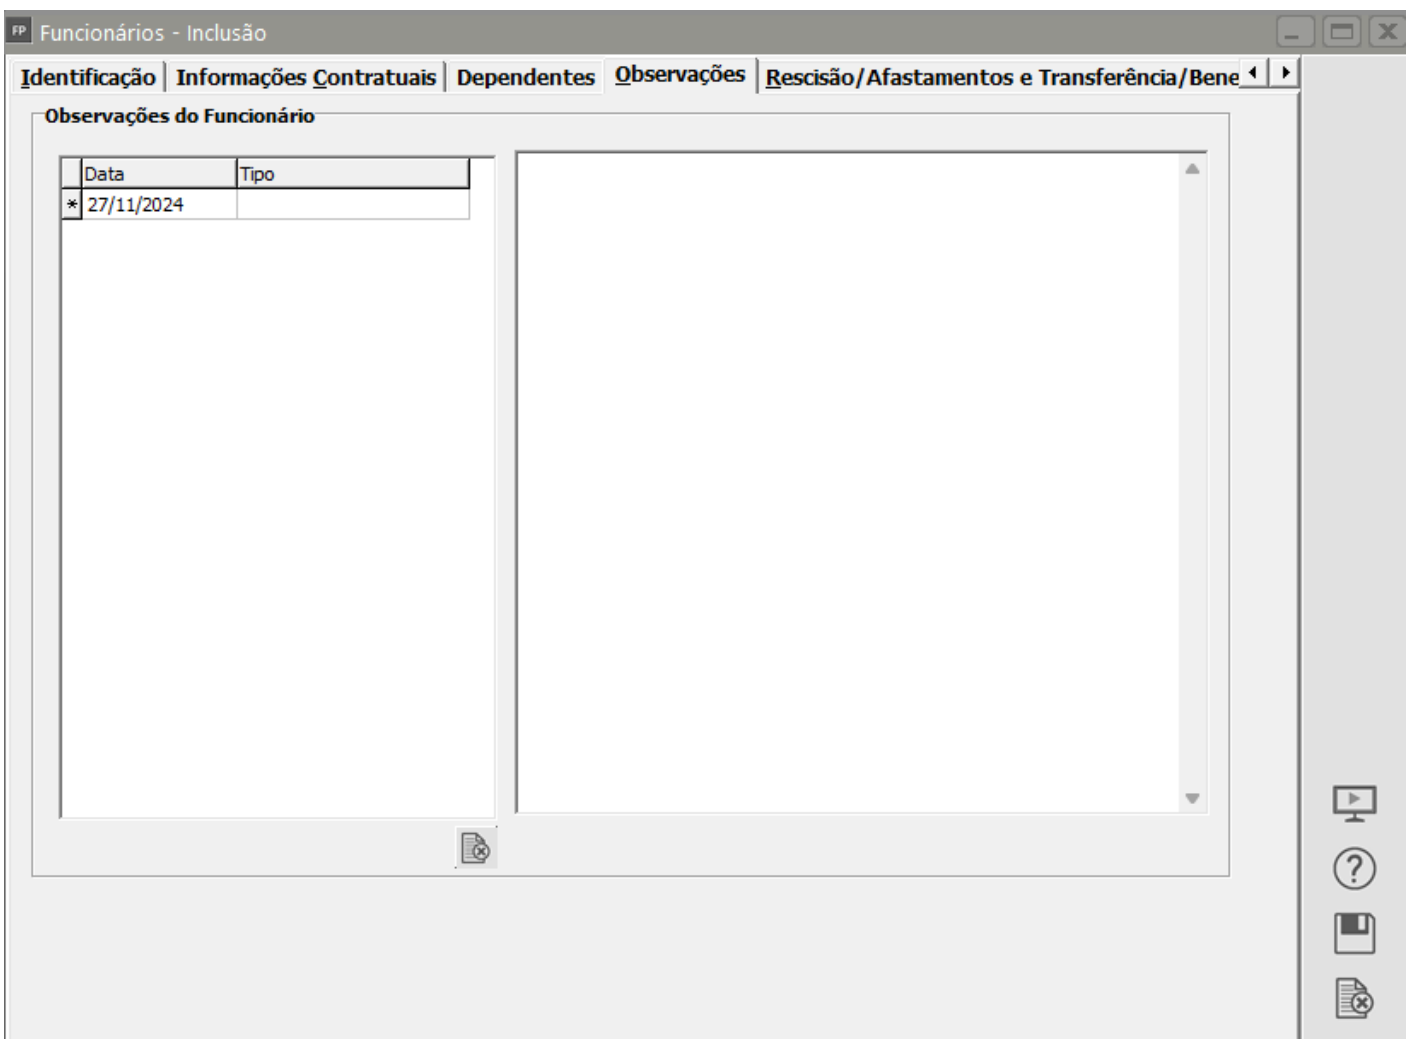 FP Funcionários - Inclusão
Identificação Informações Contratuais Dependentes Observações Rescisão/Afastamentos e Transferência/Bene
Observações do Funcionário
Data Tipo
* 27/11/2024